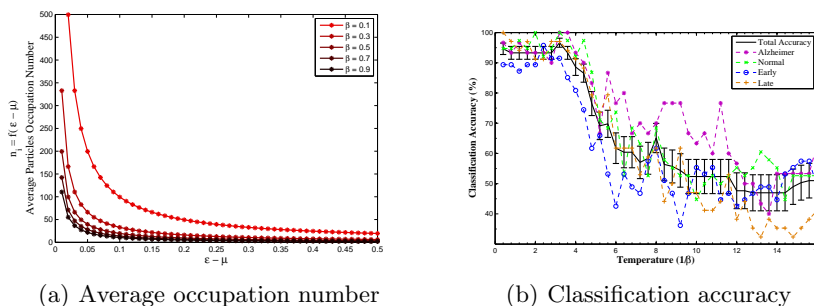 500
450
400
350
300
250
200
150
100
50
0
0.05
0.1
0.15
0.2
0.25
0.3
0.35
0.4
0.45
0.5
n_i = f( ε − μ)
Average Particles Occupation Number
ε − μ
β = 0.1
β = 0.3
β = 0.5
β = 0.7
β = 0.9
(a) Average occupation number
100
90
80
70
60
50
40
0
2
4
6
8
10
12
14
Classification Accuracy (%)
Temperature (1/β)
Total Accuracy
Alzheimer
Normal
Early
Late
(b) Classification accuracy